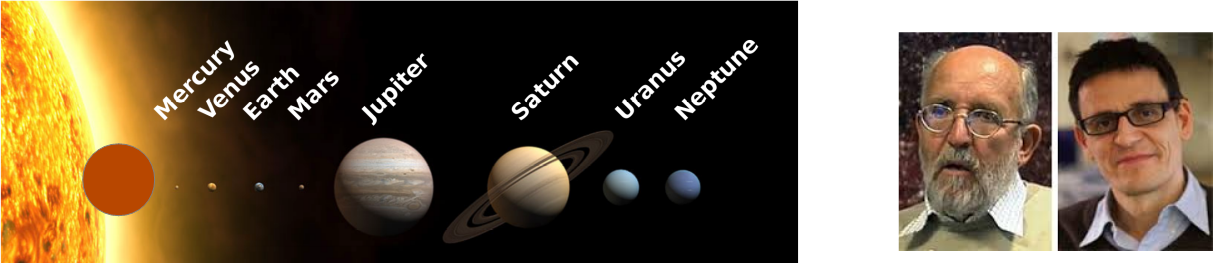 Mercury
Venus
Earth
Mars
Jupiter
Saturn
Uranus
Neptune